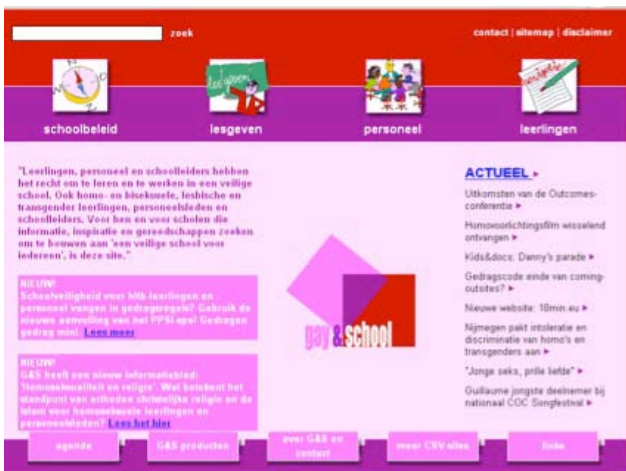 zoek
contact | sitemap | disclaimer
schoolbeleid
lesgeven
personeel
leerlingen
"Leerlingen, personeel en schoolleiders hebben
het recht om te leren en te werken in een veilige
school. Ook homo- en biseksuele, lesbische en
transgender leerlingen, personeelsleden en
schoolleiders. Voor hen en voor scholen die
informatie, inspiratie en gereedschappen zoeken
om te bouwen aan 'een veilige school voor
iedereen', is deze site."
NIEUW!
Schoolveiligheid voor hltb-leerlingen en
personeel vangen in gedragsregels? Gebruik de
nieuwe aanvulling van het PPSI apel Gedragen
gedrag mini. Lees meer
NIEUW!
G&S heeft een nieuw informatieblad:
'Homoseksualiteit en religie'. Wat betekent het
standpunt van orthodox christelijke religie en de
islam voor homoseksuele leerlingen en
personeelsleden? Lees het hier
gay & school
ACTUEEL
Uitkomsten van de Outcomes-
conferentie
Homovoorlichtingsfilm wisselend
ontvangen
Kids&docs: Danny's parade
Gedragscode einde van coming-
outsites?
Nieuwe website: 18min.eu
Nijmegen pakt intoleratie en
discriminatie van homo's en
transgenders aan
"Jonge seks, prille liefde"
Guillaume jongste deelnemer bij
nationaal COC Songfestival
agenda
G&S producten
over G&S en
contact
meer CSV-sites
links